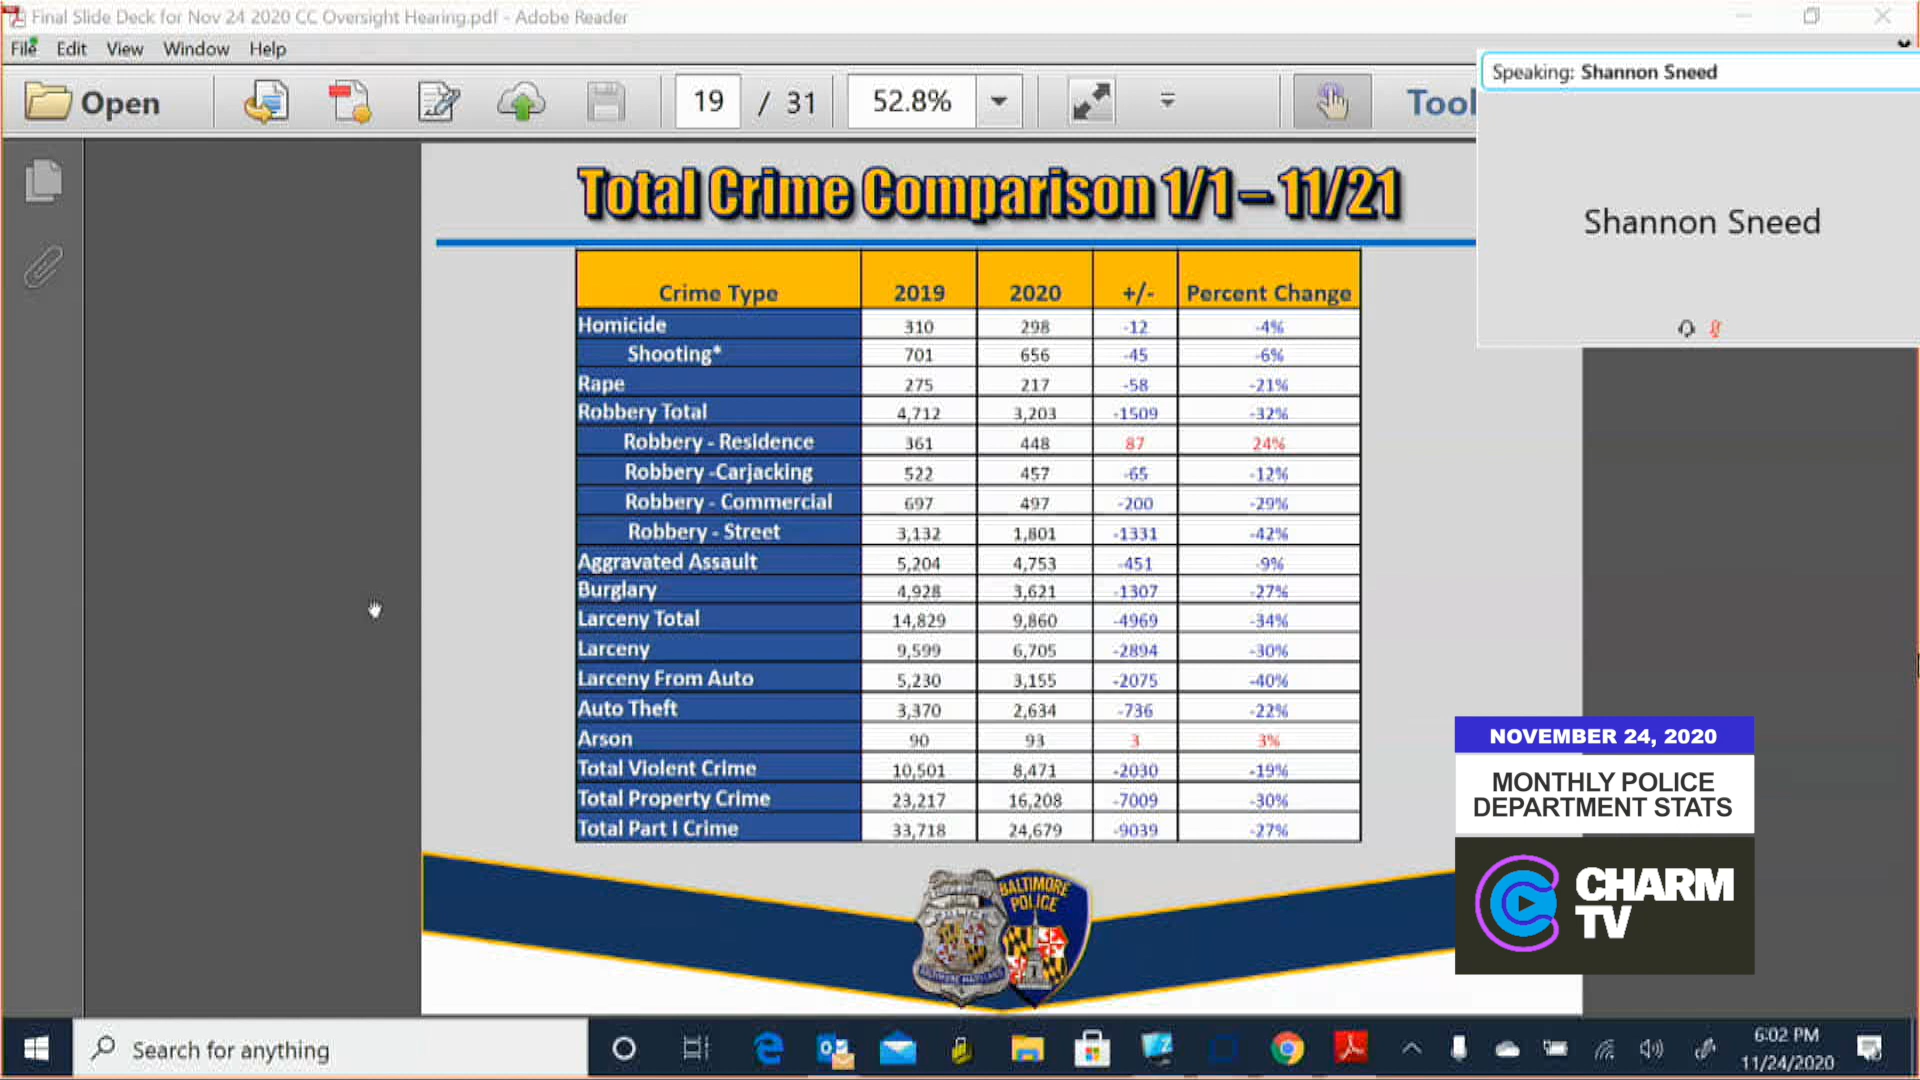 Final Slide Deck for Nov 24 2020 CC Oversight Hearing.pdf - Adobe Reader
File Edit View Window Help
Open 19 / 31 52.8% Tool
Speaking: Shannon Sneed
Shannon Sneed
Total Crime Comparison 1/1 – 11/21
Crime Type 2019 2020 +/- Percent Change
Homicide 310 298 -12 -4%
Shooting* 701 656 -45 -6%
Rape 275 217 -58 -21%
Robbery Total 4,712 3,203 -1509 -32%
Robbery - Residence 361 448 87 24%
Robbery -Carjacking 522 457 -65 -12%
Robbery - Commercial 697 497 -200 -29%
Robbery - Street 3,132 1,801 -1331 -42%
Aggravated Assault 5,204 4,753 -451 -9%
Burglary 4,928 3,621 -1307 -27%
Larceny Total 14,829 9,860 -4969 -34%
Larceny 9,599 6,705 -2894 -30%
Larceny From Auto 5,230 3,155 -2075 -40%
Auto Theft 3,370 2,634 -736 -22%
Arson 90 93 3 3%
Total Violent Crime 10,501 8,471 -2030 -19%
Total Property Crime 23,217 16,208 -7009 -30%
Total Part I Crime 33,718 24,679 -9039 -27%
NOVEMBER 24, 2020
MONTHLY POLICE
DEPARTMENT STATS
CHARM
TV
BALTIMORE
POLICE
POLICE
Search for anything
6:02 PM
11/24/2020